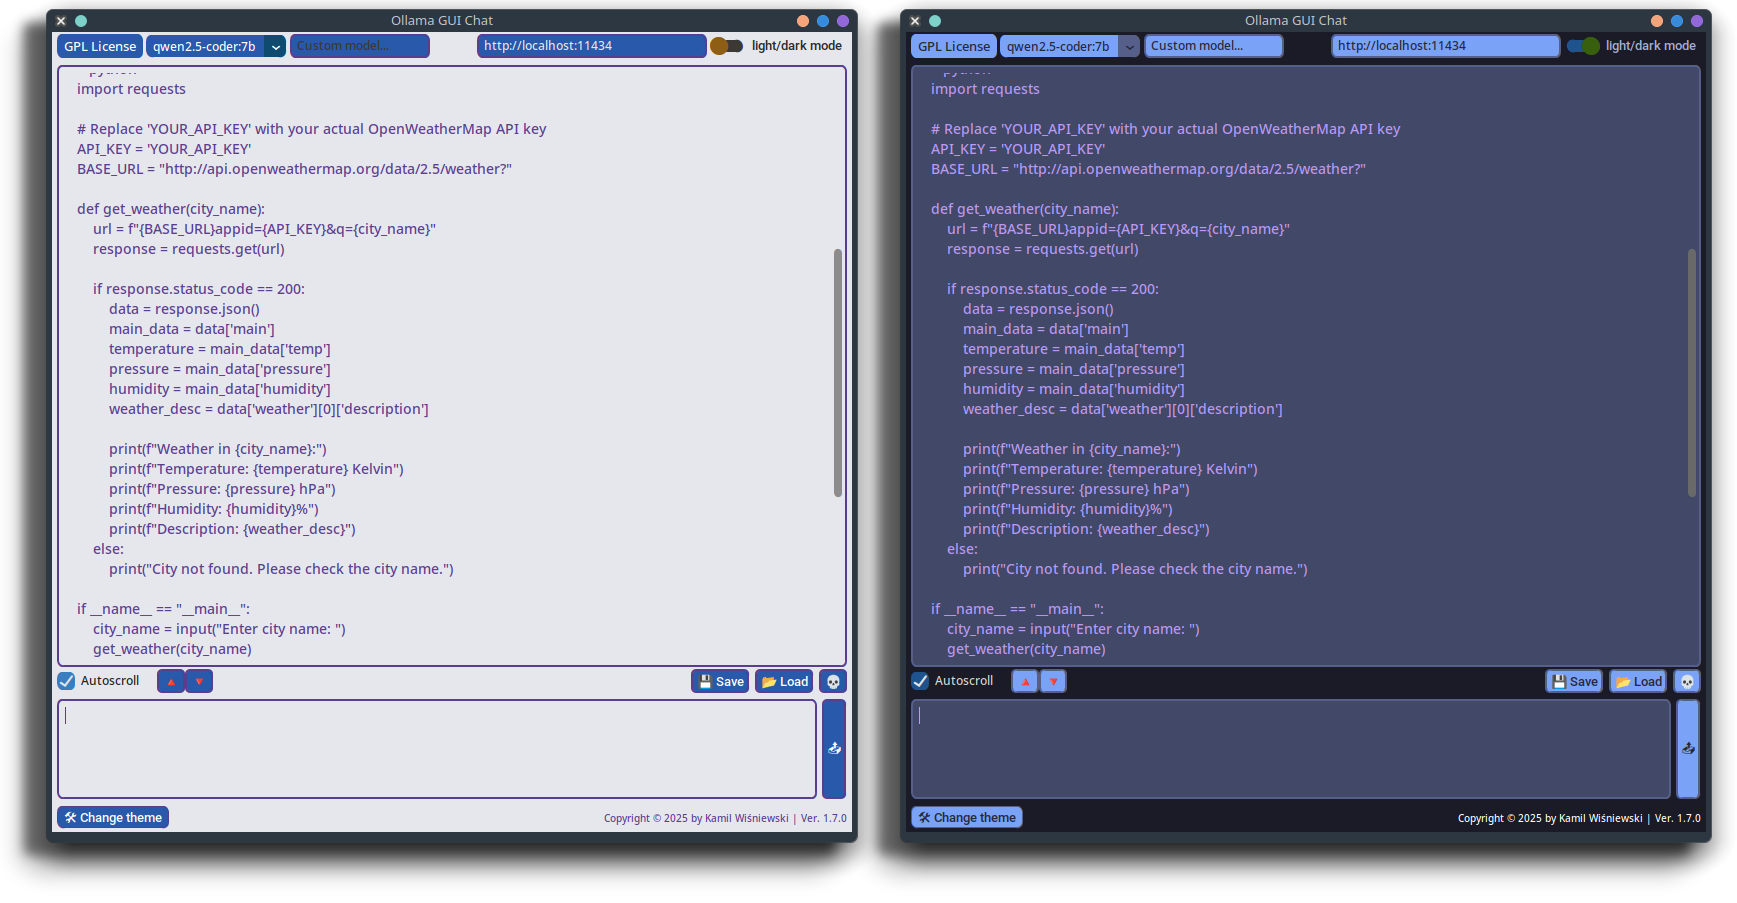 Ollama GUI Chat
GPL License qwen2.5-coder:7b Custom model... http://localhost:11434 light/dark mode
python
import requests
# Replace 'YOUR_API_KEY' with your actual OpenWeatherMap API key
API_KEY = 'YOUR_API_KEY'
BASE_URL = "http://api.openweathermap.org/data/2.5/weather?"
def get_weather(city_name):
url = f"{BASE_URL}appid={API_KEY}&q={city_name}"
response = requests.get(url)
if response.status_code == 200:
data = response.json()
main_data = data['main']
temperature = main_data['temp']
pressure = main_data['pressure']
humidity = main_data['humidity']
weather_desc = data['weather'][0]['description']
print(f"Weather in {city_name}:")
print(f"Temperature: {temperature} Kelvin")
print(f"Pressure: {pressure} hPa")
print(f"Humidity: {humidity}%")
print(f"Description: {weather_desc}")
else:
print("City not found. Please check the city name.")
if __name__ == "__main__":
city_name = input("Enter city name: ")
get_weather(city_name)
Autoscroll Save Load
Change theme Copyright © 2025 by Kamil Wiśniewski | Ver. 1.7.0
Ollama GUI Chat
GPL License qwen2.5-coder:7b Custom model... http://localhost:11434 light/dark mode
python
import requests
# Replace 'YOUR_API_KEY' with your actual OpenWeatherMap API key
API_KEY = 'YOUR_API_KEY'
BASE_URL = "http://api.openweathermap.org/data/2.5/weather?"
def get_weather(city_name):
url = f"{BASE_URL}appid={API_KEY}&q={city_name}"
response = requests.get(url)
if response.status_code == 200:
data = response.json()
main_data = data['main']
temperature = main_data['temp']
pressure = main_data['pressure']
humidity = main_data['humidity']
weather_desc = data['weather'][0]['description']
print(f"Weather in {city_name}:")
print(f"Temperature: {temperature} Kelvin")
print(f"Pressure: {pressure} hPa")
print(f"Humidity: {humidity}%")
print(f"Description: {weather_desc}")
else:
print("City not found. Please check the city name.")
if __name__ == "__main__":
city_name = input("Enter city name: ")
get_weather(city_name)
Autoscroll Save Load
Change theme Copyright © 2025 by Kamil Wiśniewski | Ver. 1.7.0